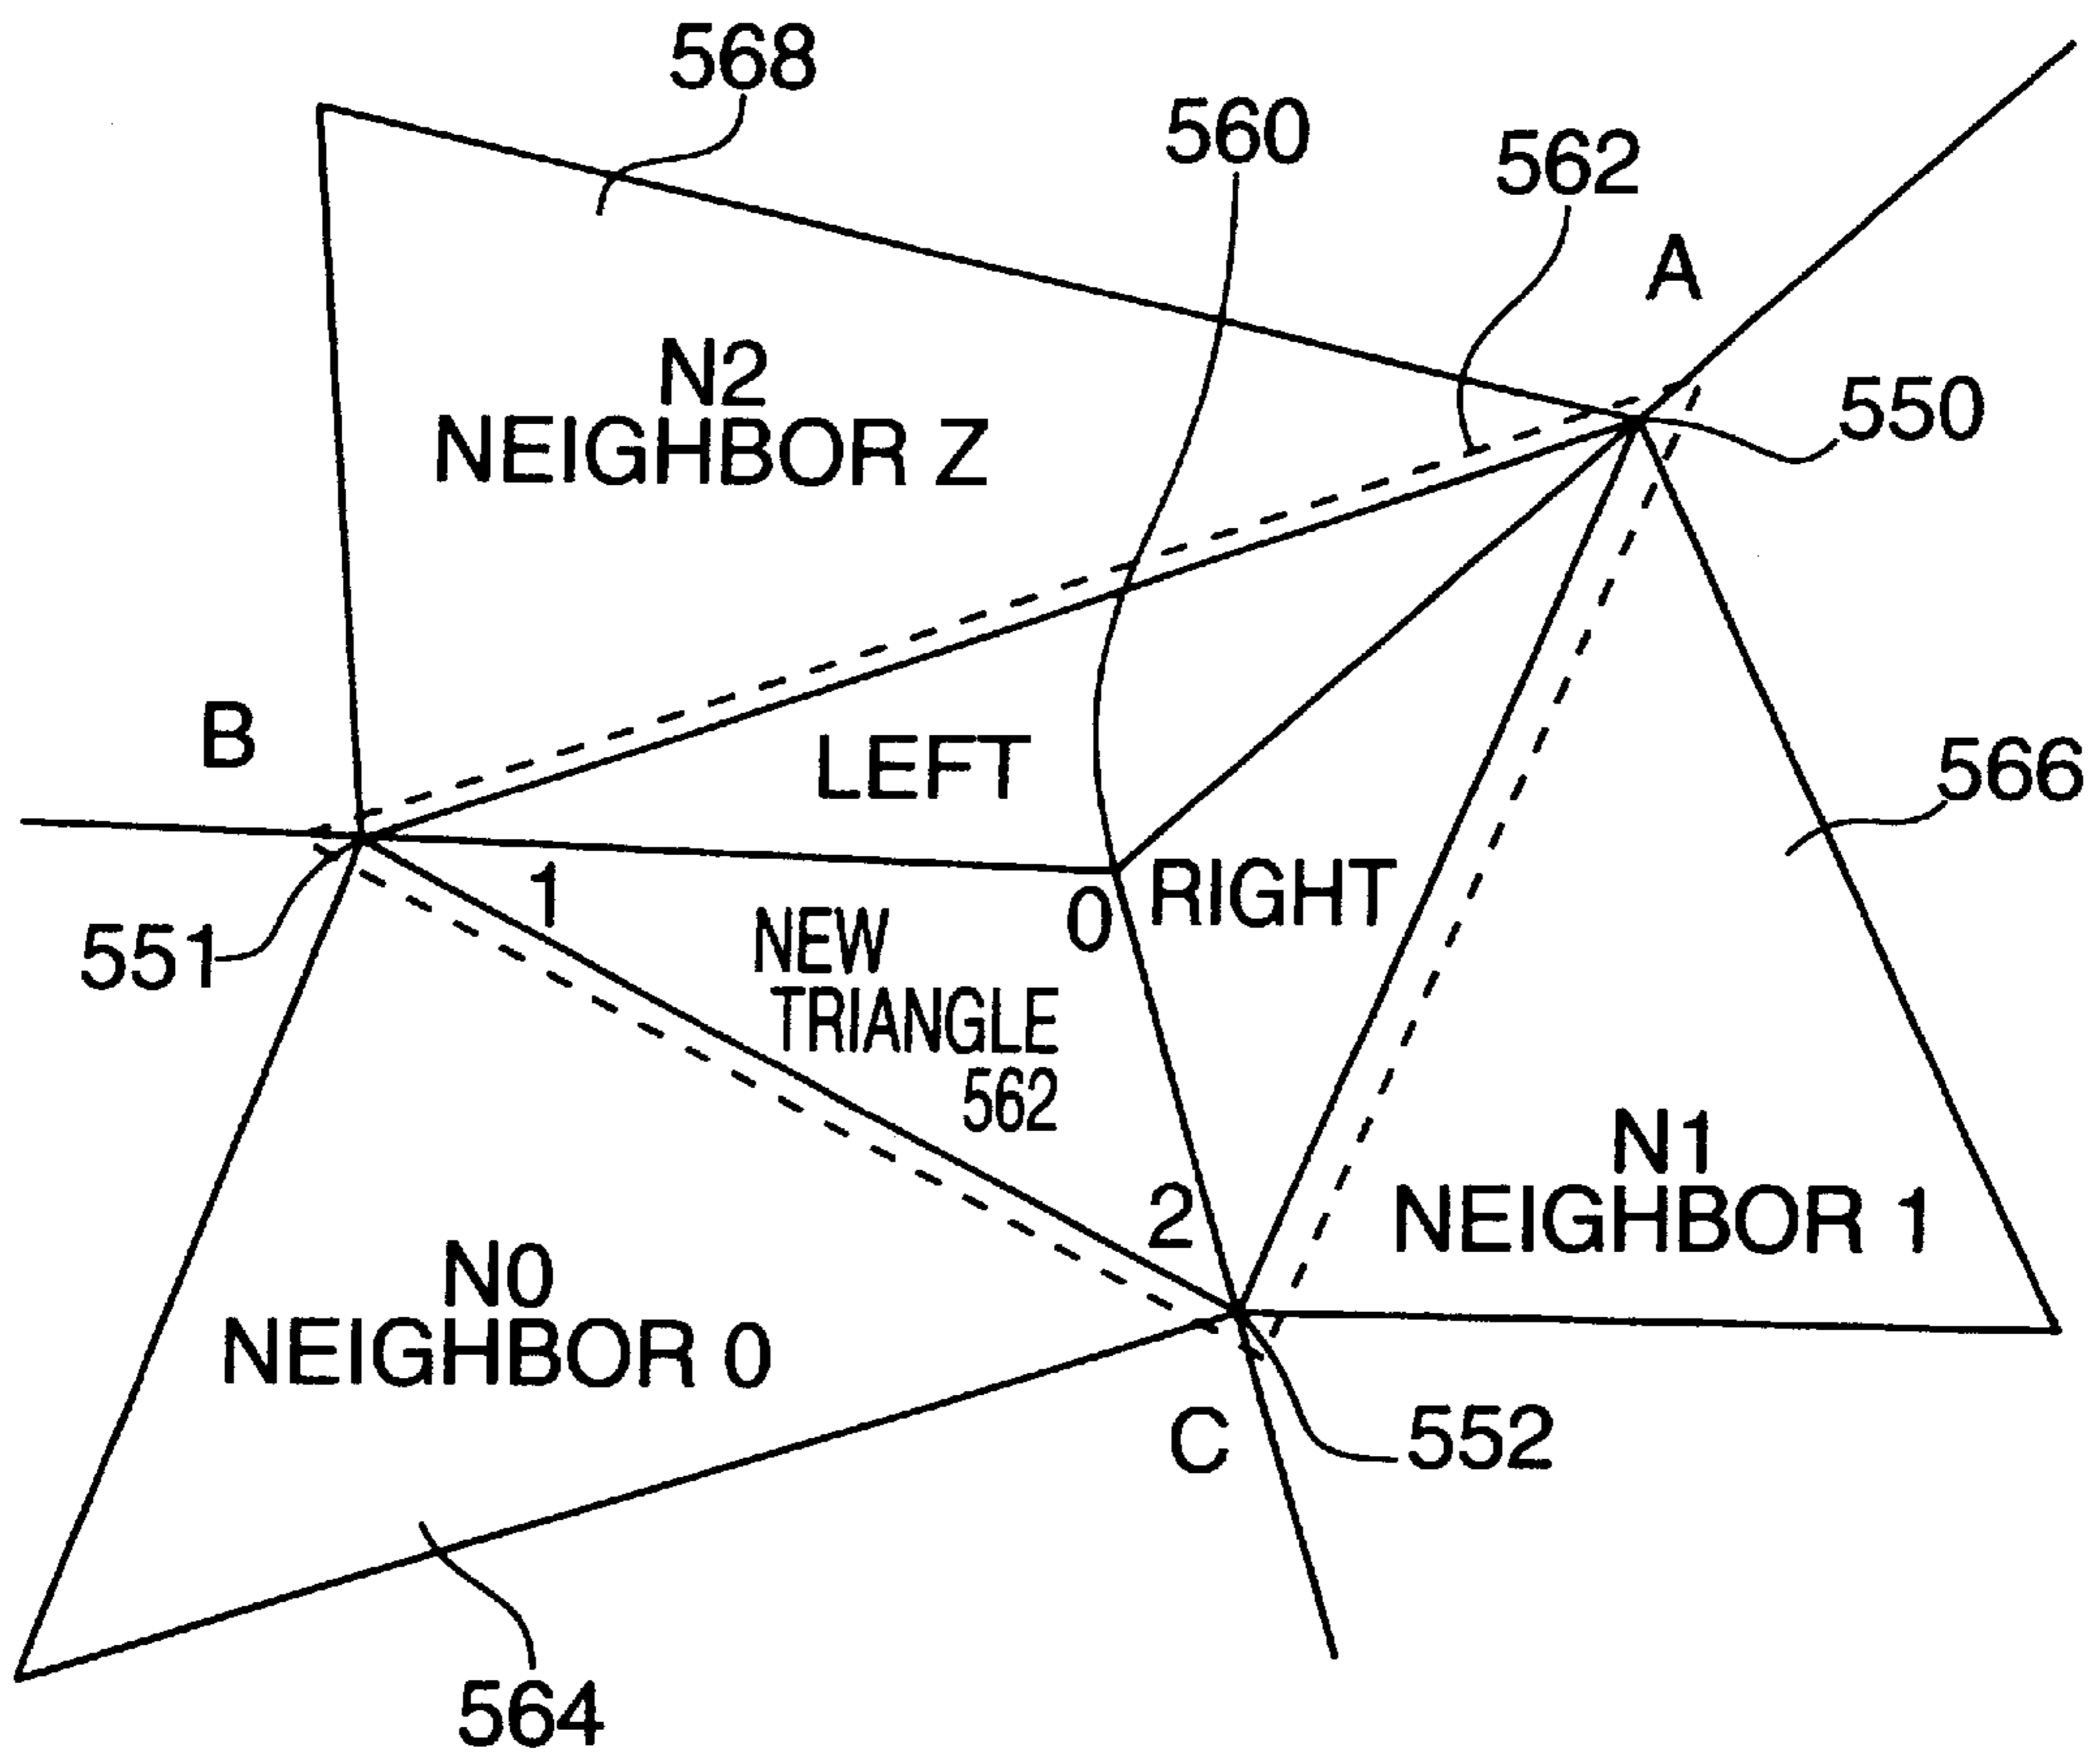 568
560
562
A
550
N2
NEIGHBOR Z
B
LEFT
566
1
0
RIGHT
551
NEW
TRIANGLE
562
N1
NEIGHBOR 1
2
N0
NEIGHBOR 0
C
552
564